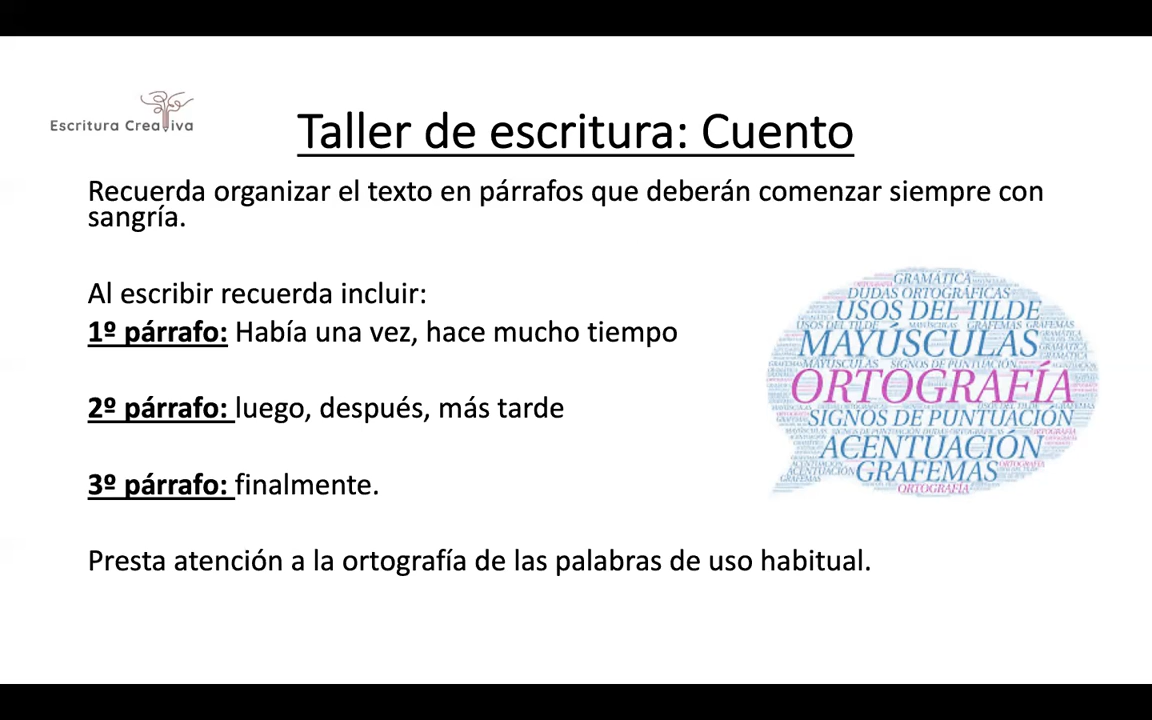 Escritura Creativa
Taller de escritura: Cuento
Recuerda organizar el texto en párrafos que deberán comenzar siempre con
sangría.
Al escribir recuerda incluir:
1º párrafo: Había una vez, hace mucho tiempo
2º párrafo: luego, después, más tarde
3º párrafo: finalmente.
Presta atención a la ortografía de las palabras de uso habitual.
GRAMÁTICA
DUDAS ORTOGRÁFICAS
USOS DEL TILDE
USOS DEL TILDE MAYÚSCULAS GRAFEMAS GRAFEMAS
MAYÚSCULAS
MAYÚSCULAS SIGNOS DE PUNTUACIÓN
ORTOGRAFÍA
SIGNOS DE PUNTUACIÓN
ACENTUACIÓN
GRAFEMAS
ORTOGRAFÍA